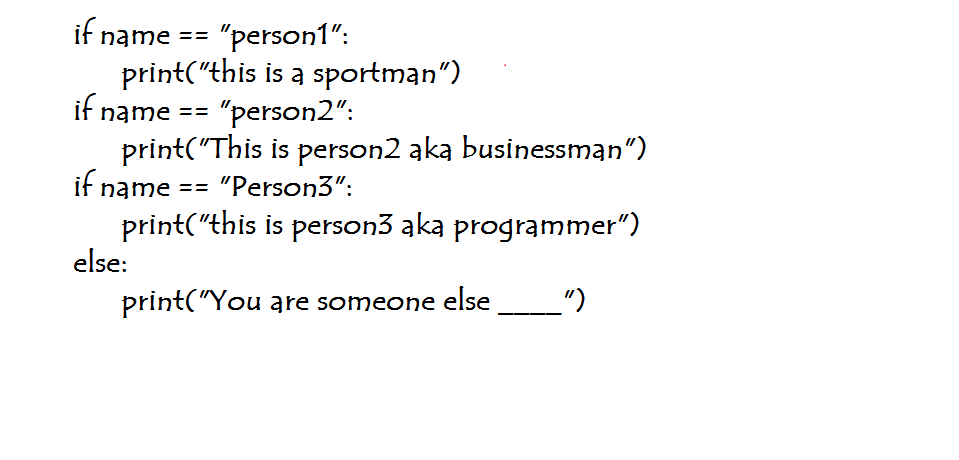 if name == "person1":
print("this is a sportman")
if name == "person2":
print("This is person2 aka businessman")
if name == "Person3":
print("this is person3 aka programmer")
else:
print("You are someone else ____")